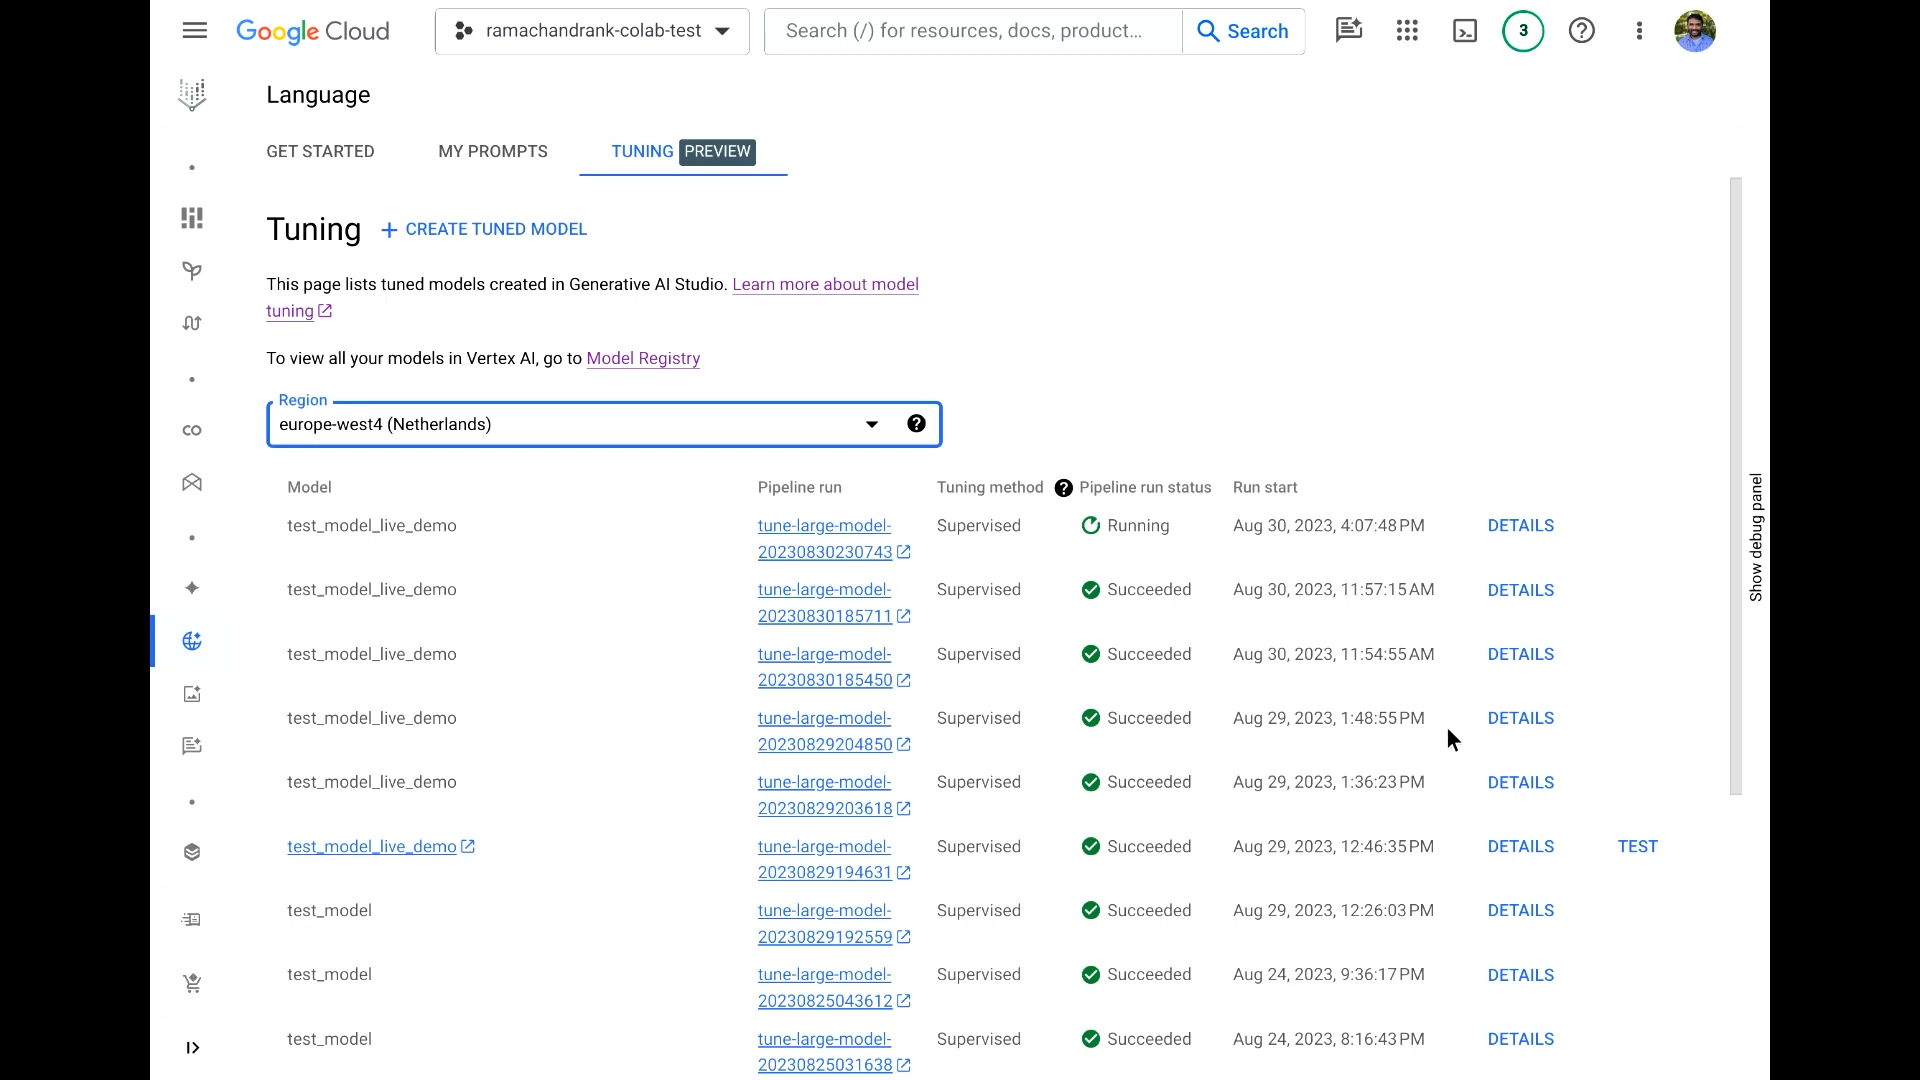 Google Cloud
ramachandrank-colab-test
Search (/) for resources, docs, product...
Search
3
Language
GET STARTED
MY PROMPTS
TUNING PREVIEW
Tuning
CREATE TUNED MODEL
This page lists tuned models created in Generative AI Studio. Learn more about model
tuning
To view all your models in Vertex AI, go to Model Registry
Region
europe-west4 (Netherlands)
Show debug panel
Model Pipeline run Tuning method Pipeline run status Run start
test_model_live_demo tune-large-model- Supervised Running Aug 30, 2023, 4:07:48 PM DETAILS
20230830230743
test_model_live_demo tune-large-model- Supervised Succeeded Aug 30, 2023, 11:57:15 AM DETAILS
20230830185711
test_model_live_demo tune-large-model- Supervised Succeeded Aug 30, 2023, 11:54:55 AM DETAILS
20230830185450
test_model_live_demo tune-large-model- Supervised Succeeded Aug 29, 2023, 1:48:55 PM DETAILS
20230829204850
test_model_live_demo tune-large-model- Supervised Succeeded Aug 29, 2023, 1:36:23 PM DETAILS
20230829203618
test_model_live_demo tune-large-model- Supervised Succeeded Aug 29, 2023, 12:46:35 PM DETAILS TEST
20230829194631
test_model tune-large-model- Supervised Succeeded Aug 29, 2023, 12:26:03 PM DETAILS
20230829192559
test_model tune-large-model- Supervised Succeeded Aug 24, 2023, 9:36:17 PM DETAILS
20230825043612
test_model tune-large-model- Supervised Succeeded Aug 24, 2023, 8:16:43 PM DETAILS
20230825031638